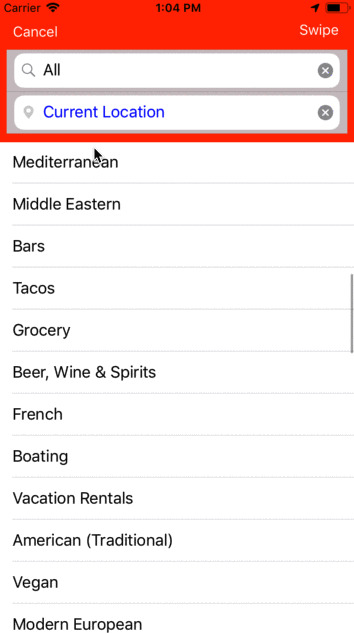 Carrier 1:04 PM
Cancel Swipe
All
Current Location
Mediterranean
Middle Eastern
Bars
Tacos
Grocery
Beer, Wine & Spirits
French
Boating
Vacation Rentals
American (Traditional)
Vegan
Modern European